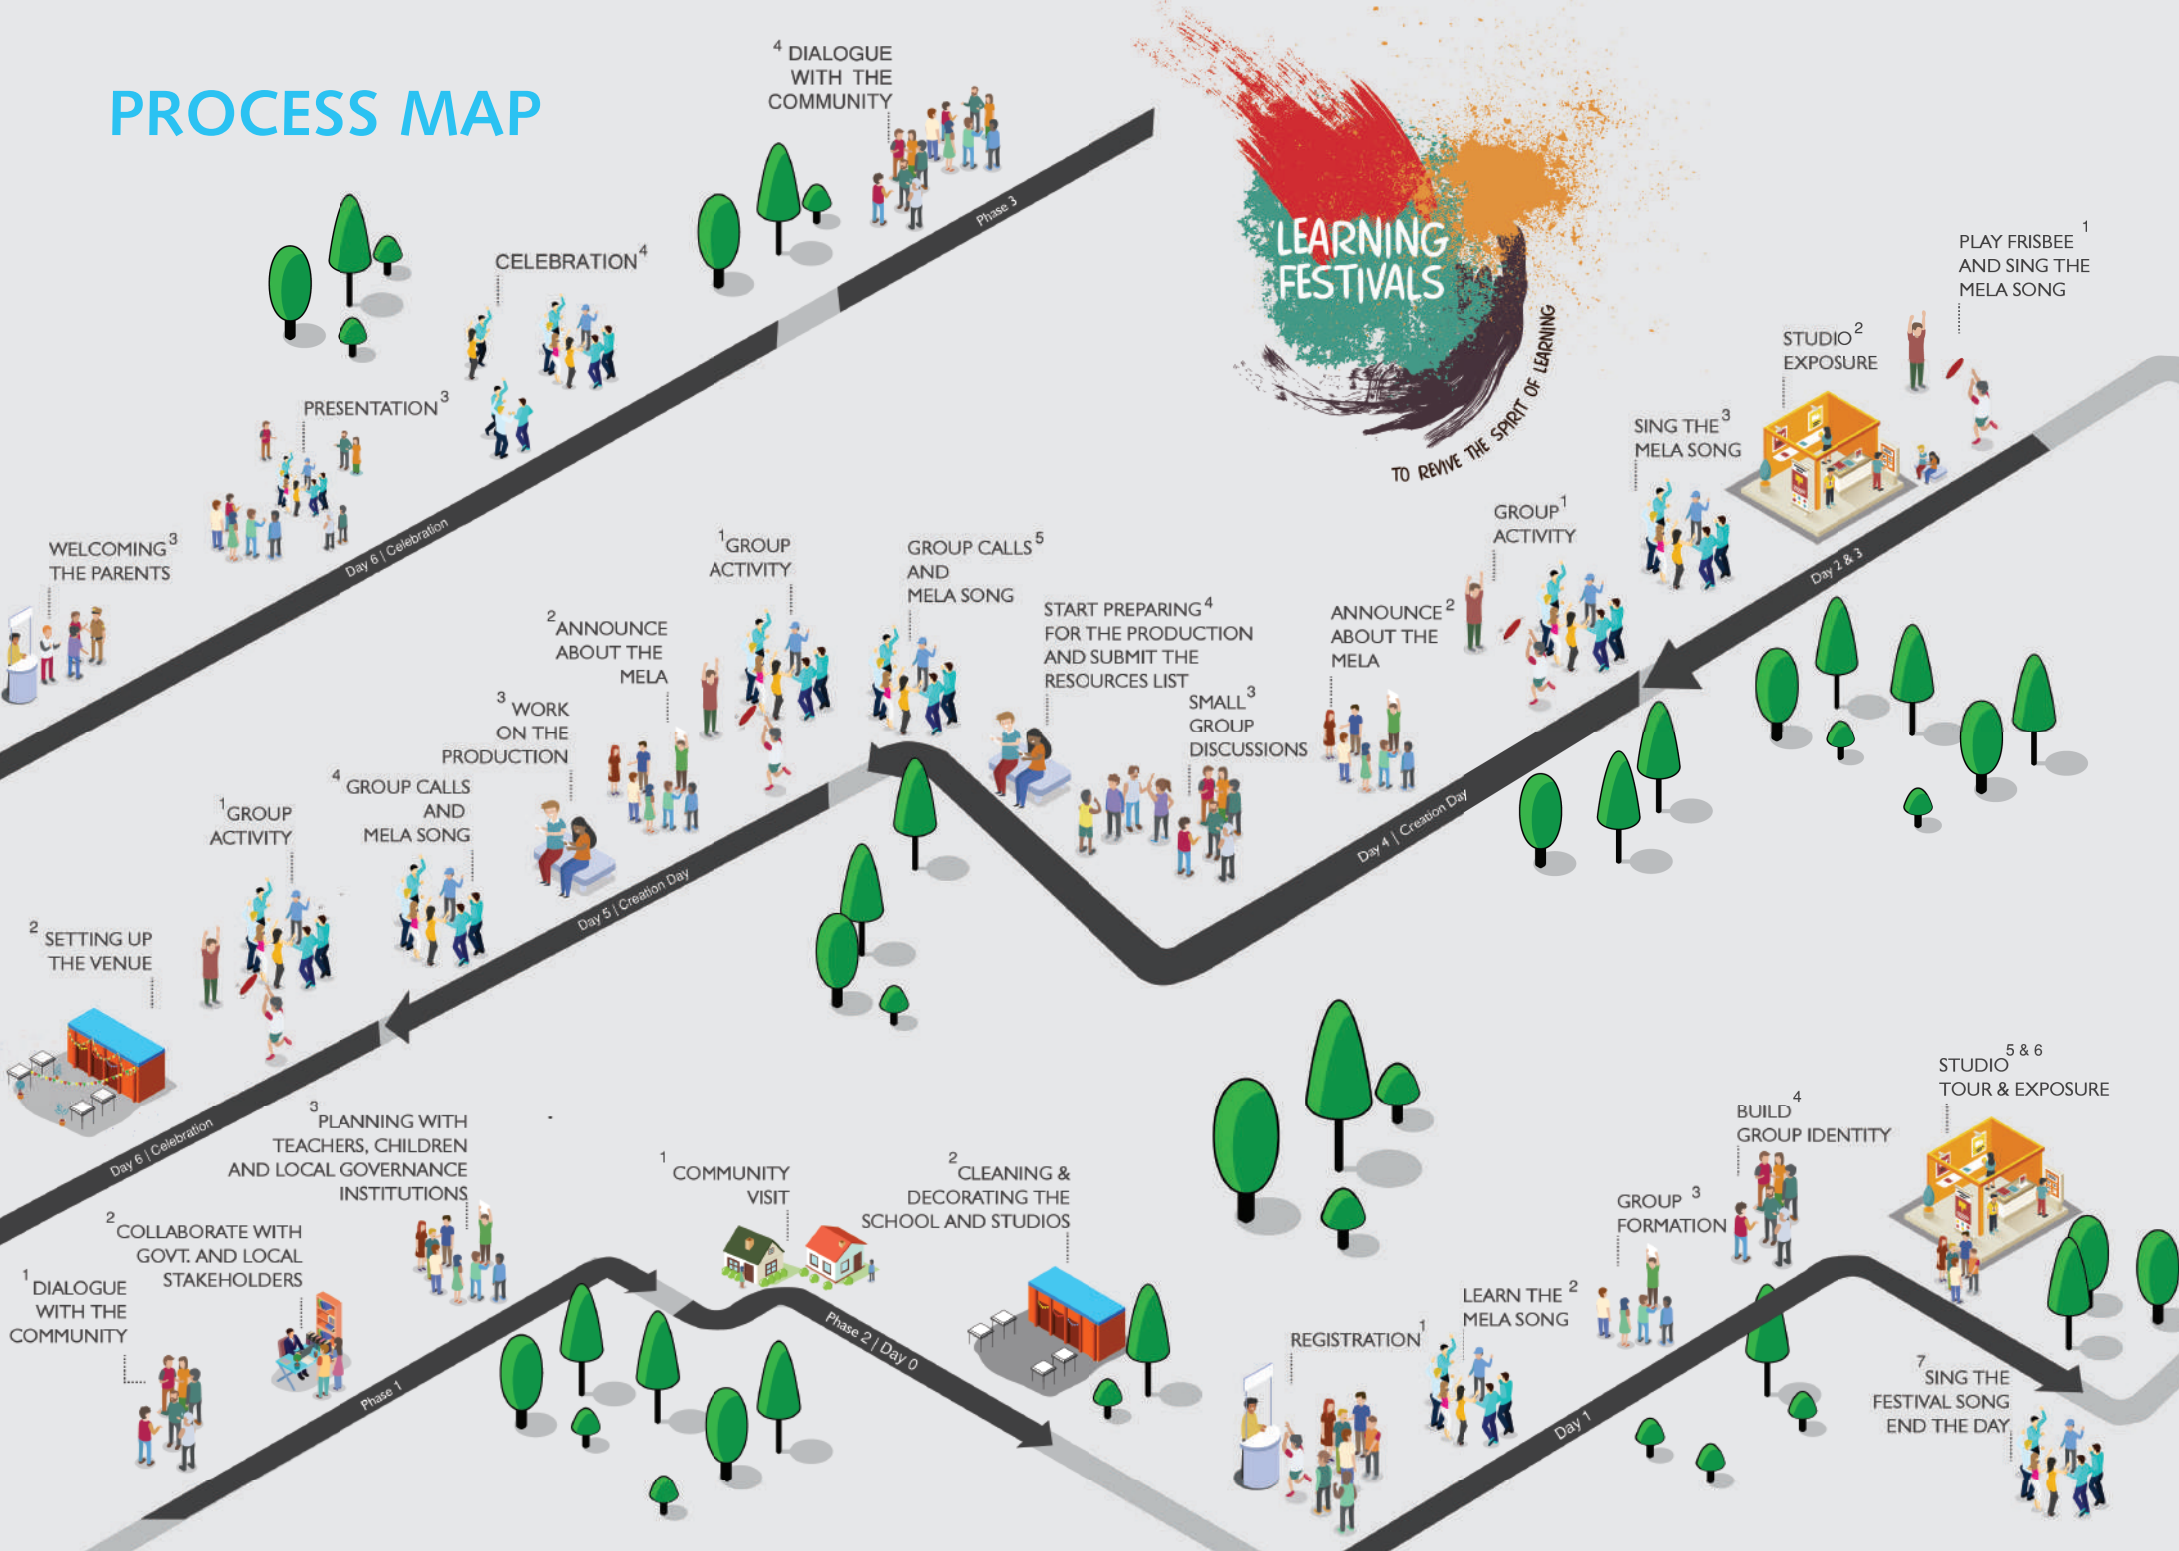 PROCESS MAP
4 DIALOGUE
WITH THE
COMMUNITY
Phase 3
LEARNING
FESTIVALS
TO REVIVE THE SPIRIT OF LEARNING
CELEBRATION 4
PRESENTATION 3
WELCOMING 3
THE PARENTS
Day 6 | Celebration
PLAY FRISBEE 1
AND SING THE
MELA SONG
STUDIO 2
EXPOSURE
SING THE 3
MELA SONG
Day 2 & 3
GROUP 1
ACTIVITY
ANNOUNCE 2
ABOUT THE
MELA
SMALL 3
GROUP
DISCUSSIONS
START PREPARING 4
FOR THE PRODUCTION
AND SUBMIT THE
RESOURCES LIST
GROUP CALLS 5
AND
MELA SONG
Day 4 | Creation Day
1 GROUP
ACTIVITY
2 ANNOUNCE
ABOUT THE
MELA
3 WORK
ON THE
PRODUCTION
4 GROUP CALLS
AND
MELA SONG
Day 5 | Creation Day
1 GROUP
ACTIVITY
2 SETTING UP
THE VENUE
Day 6 | Celebration
3 PLANNING WITH
TEACHERS, CHILDREN
AND LOCAL GOVERNANCE
INSTITUTIONS
2 COLLABORATE WITH
GOVT. AND LOCAL
STAKEHOLDERS
1 DIALOGUE
WITH THE
COMMUNITY
Phase 1
1 COMMUNITY
VISIT
2 CLEANING &
DECORATING THE
SCHOOL AND STUDIOS
Phase 2 | Day 0
REGISTRATION 1
LEARN THE 2
MELA SONG
GROUP 3
FORMATION
BUILD 4
GROUP IDENTITY
STUDIO 5 & 6
TOUR & EXPOSURE
7 SING THE
FESTIVAL SONG
END THE DAY
Day 1